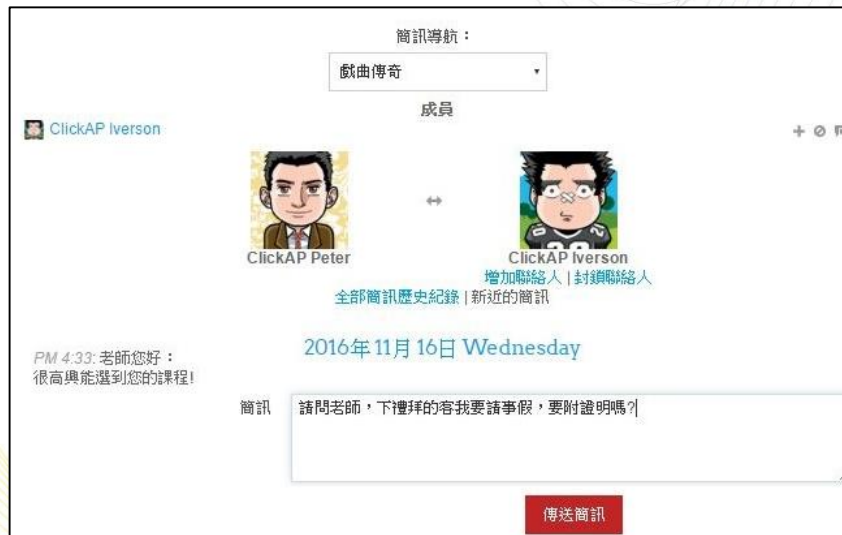 簡訊導航：
戲曲傳奇
成員
ClickAP Iverson
ClickAP Peter
ClickAP Iverson
增加聯絡人 | 封鎖聯絡人
全部簡訊歷史紀錄 | 新近的簡訊
2016年 11月 16日 Wednesday
PM 4:33: 老師您好：
很高興能選到您的課程!
簡訊
請問老師，下禮拜的客我要請事假，要附證明嗎?
傳送簡訊